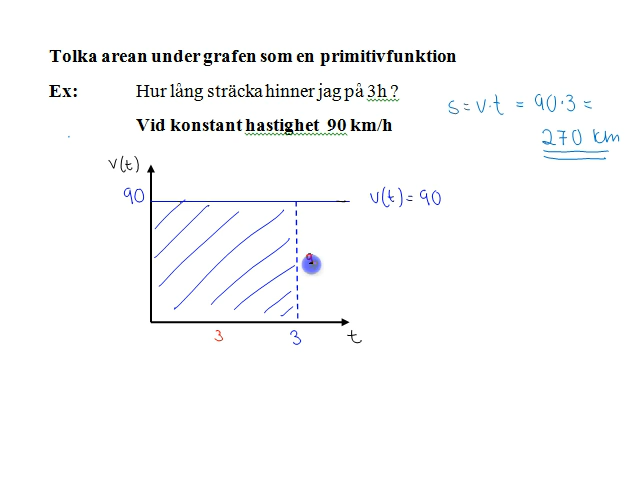 Tolka arean under grafen som en primitivfunktion
Ex: Hur lång sträcka hinner jag på 3h ?
Vid konstant hastighet 90 km/h
s = v·t = 90·3 =
270 km
v(t)
90
v(t) = 90
3
3
t